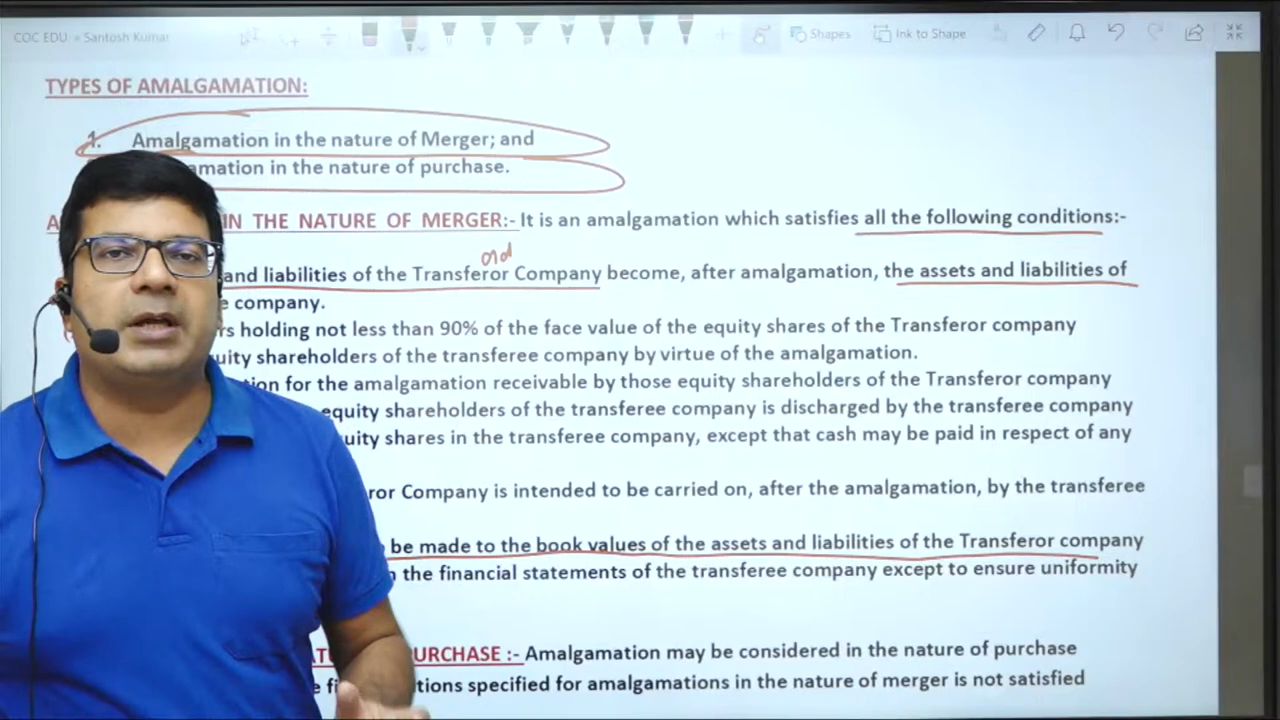 COC EDU » Santosh Kumar
Shapes
Ink to Shape
TYPES OF AMALGAMATION:
1. Amalgamation in the nature of Merger; and
mation in the nature of purchase.
IN THE NATURE OF MERGER:- It is an amalgamation which satisfies all the following conditions:-
old
and liabilities of the Transferor Company become, after amalgamation, the assets and liabilities of
company.
holding not less than 90% of the face value of the equity shares of the Transferor company
uity shareholders of the transferee company by virtue of the amalgamation.
tion for the amalgamation receivable by those equity shareholders of the Transferor company
equity shareholders of the transferee company is discharged by the transferee company
uity shares in the transferee company, except that cash may be paid in respect of any
ror Company is intended to be carried on, after the amalgamation, by the transferee
be made to the book values of the assets and liabilities of the Transferor company
the financial statements of the transferee company except to ensure uniformity
URCHASE :- Amalgamation may be considered in the nature of purchase
tions specified for amalgamations in the nature of merger is not satisfied